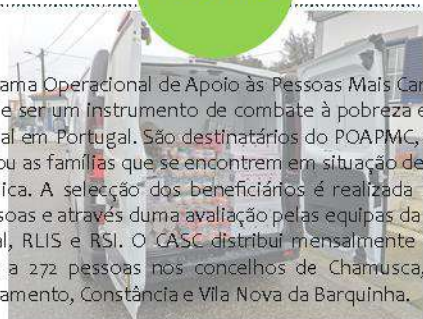 ama Operacional de Apoio às Pessoas Mais Car
e ser um instrumento de combate à pobreza e
al em Portugal. São destinatários do POAPMC,
ou as famílias que se encontrem em situação de
ica. A selecção dos beneficiários é realizada
soas e através duma avaliação pelas equipas da
al, RLIS e RSI. O CASC distribui mensalmente
a 272 pessoas nos concelhos de Chamusca,
amento, Constância e Vila Nova da Barquinha.